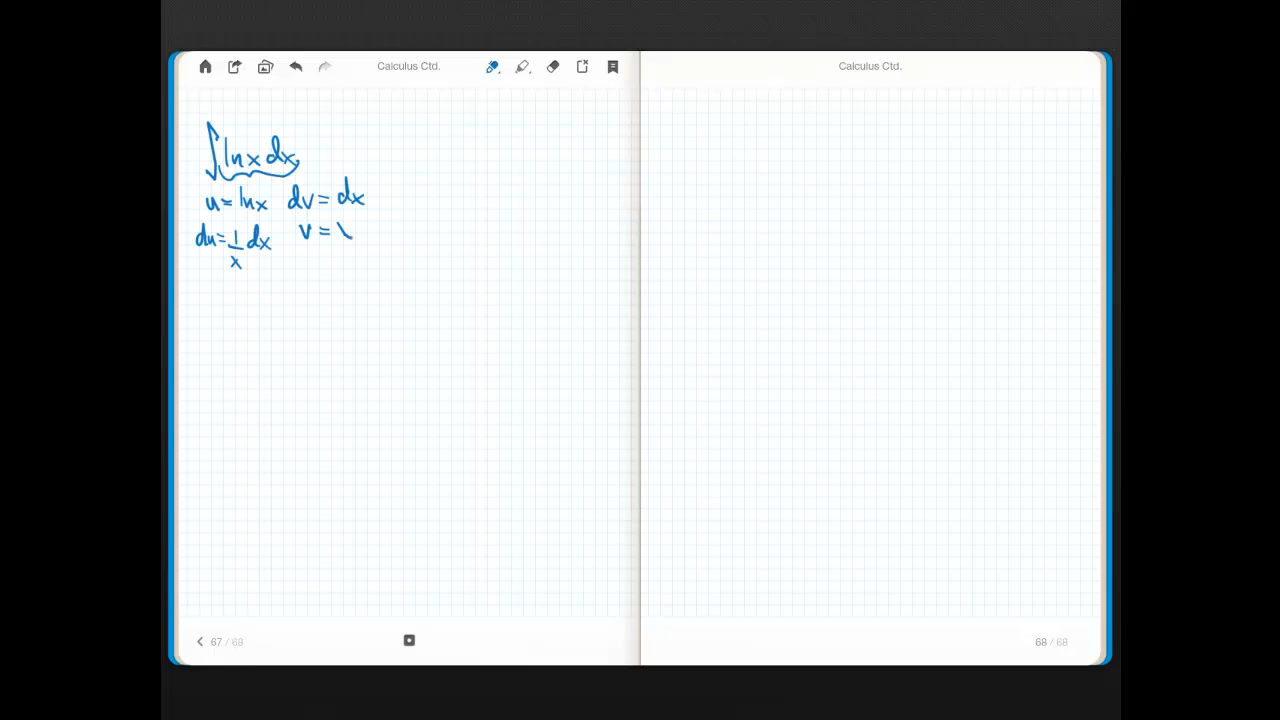 Calculus Ctd.
Calculus Ctd.
∫ ln x dx
u = ln x dv = dx
du = 1/x dx v = \
67 / 68
68 / 68